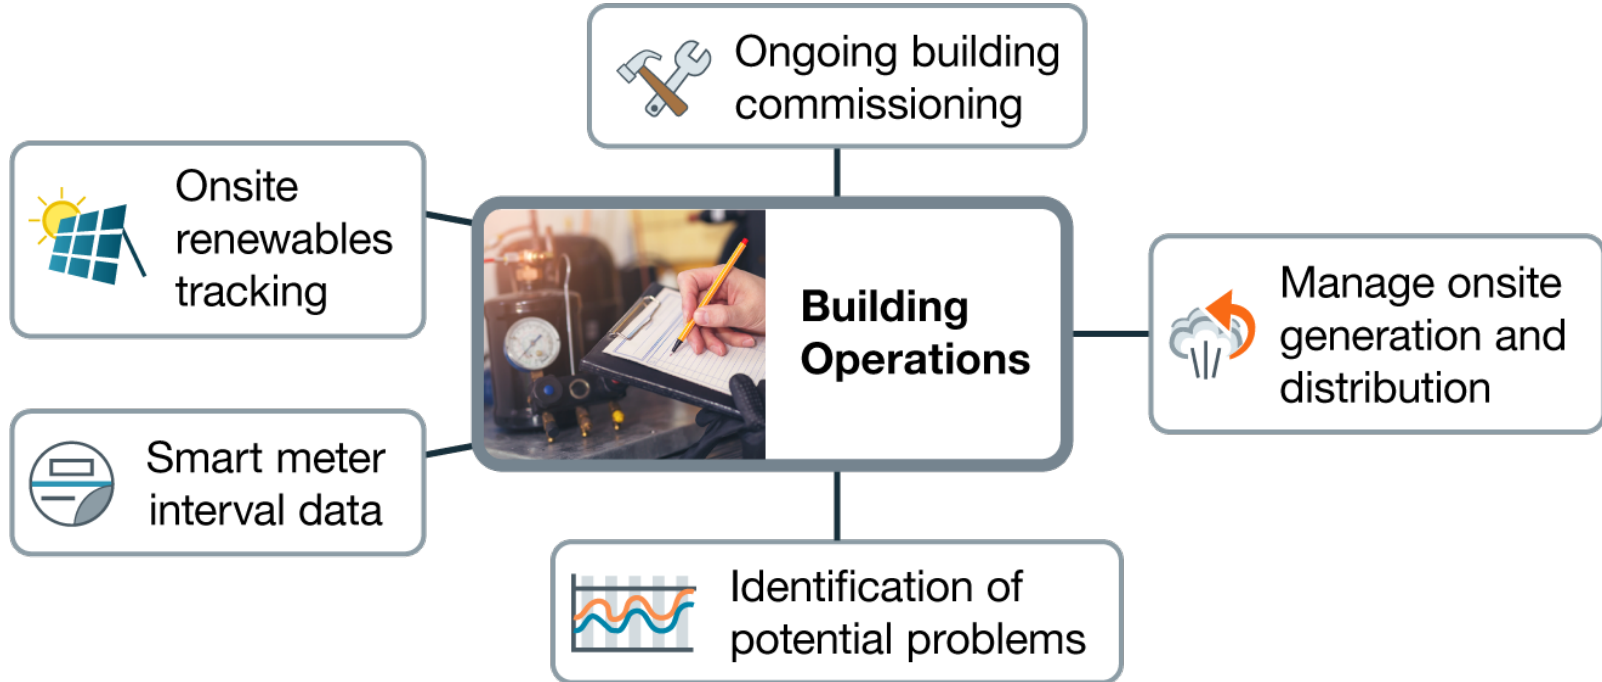 Ongoing building
commissioning
Onsite
renewables
tracking
Building
Operations
Manage onsite
generation and
distribution
Smart meter
interval data
Identification of
potential problems